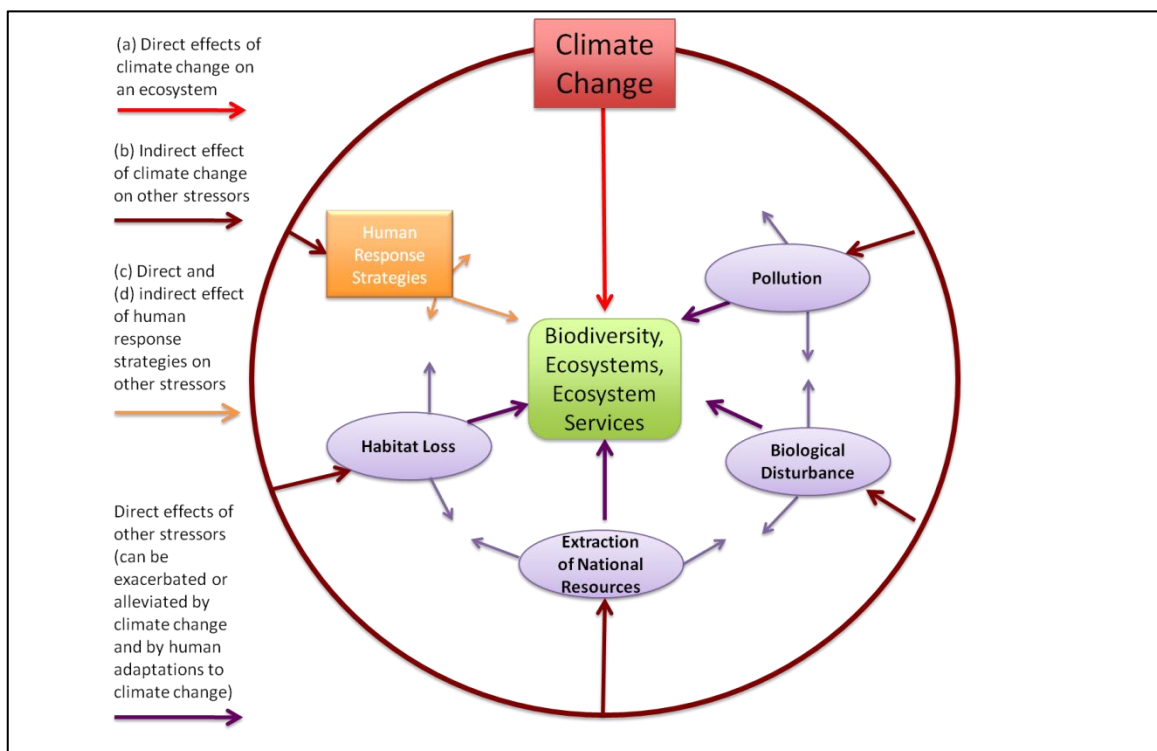 (a) Direct effects of
climate change on
an ecosystem
(b) Indirect effect
of climate change
on other stressors
(c) Direct and
(d) indirect effect
of human
response
strategies on
other stressors
Direct effects of
other stressors
(can be
exacerbated or
alleviated by
climate change
and by human
adaptations to
climate change)
Climate
Change
Human
Response
Strategies
Pollution
Biodiversity,
Ecosystems,
Ecosystem
Services
Habitat Loss
Biological
Disturbance
Extraction
of National
Resources